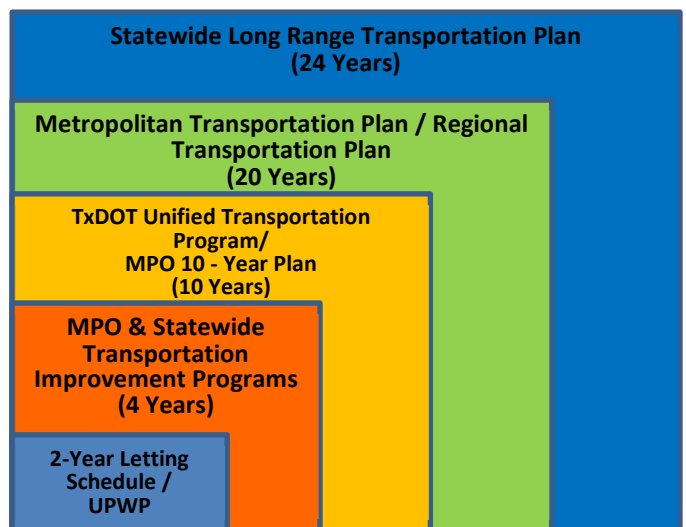 Statewide Long Range Transportation Plan
(24 Years)
Metropolitan Transportation Plan / Regional
Transportation Plan
(20 Years)
TxDOT Unified Transportation
Program/
MPO 10 - Year Plan
(10 Years)
MPO & Statewide
Transportation
Improvement Programs
(4 Years)
2-Year Letting
Schedule /
UPWP